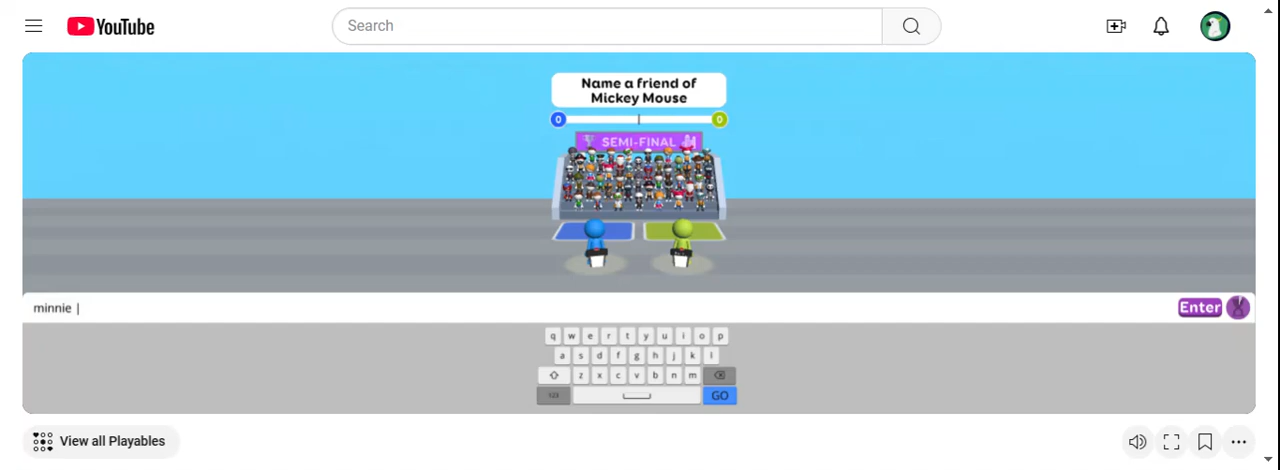 YouTube
Search
Name a friend of
Mickey Mouse
0 0
SEMI-FINAL
minnie |
Enter
q w e r t y u i o p
a s d f g h j k l
z x c v b n m
123 GO
View all Playables